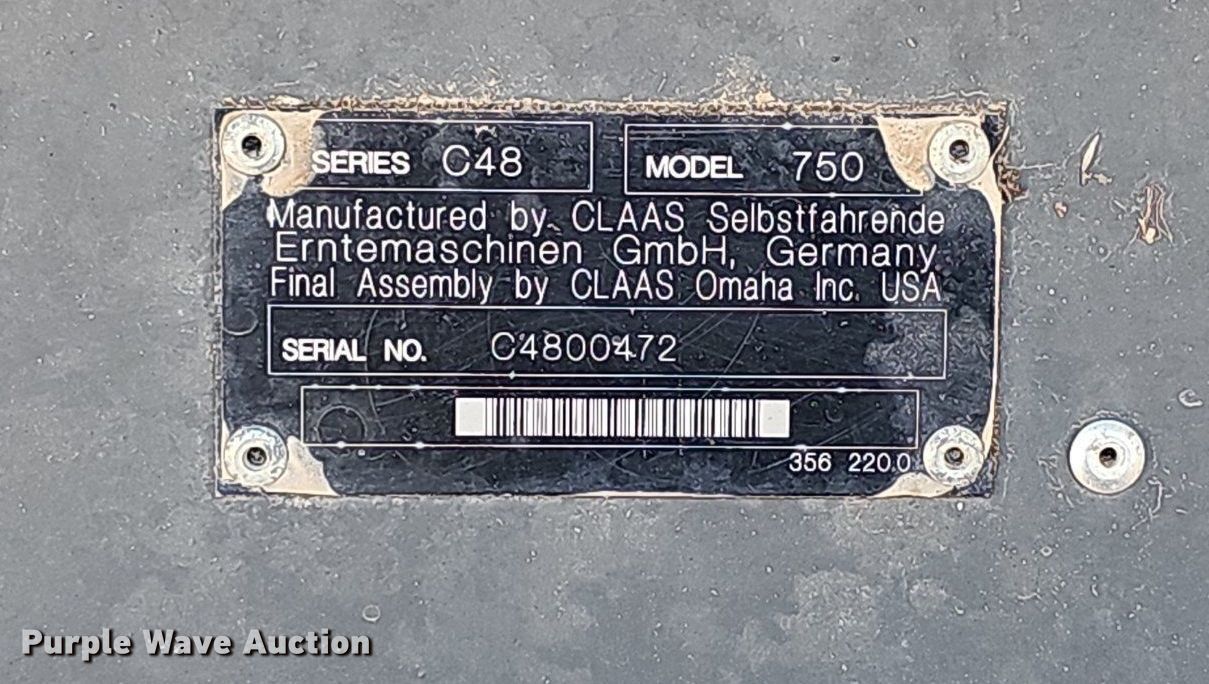 SERIES C48 MODEL 750
Manufactured by CLAAS Selbstfahrende
Erntemaschinen GmbH, Germany
Final Assembly by CLAAS Omaha Inc. USA
SERIAL NO. C4800472
356 220.0
Purple Wave Auction